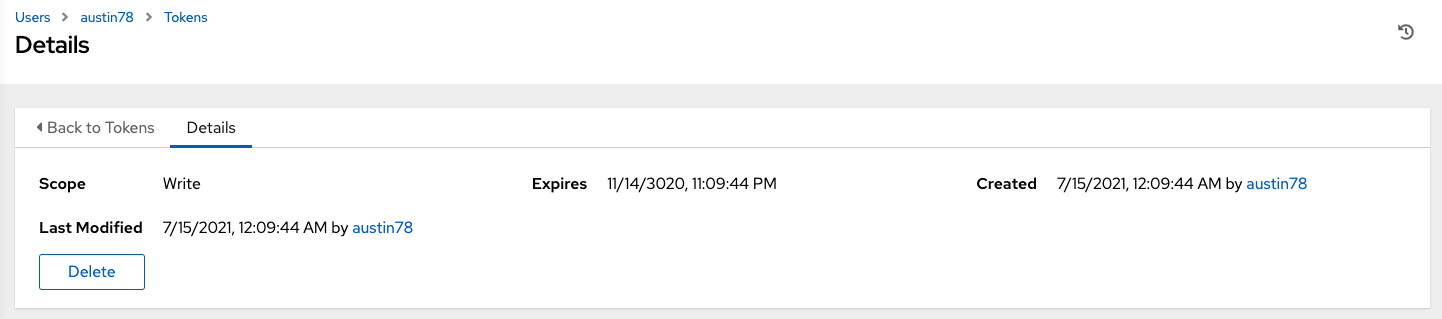 Users > austin78 > Tokens
Details
Back to Tokens Details
Scope Write Expires 11/14/3020, 11:09:44 PM Created 7/15/2021, 12:09:44 AM by austin78
Last Modified 7/15/2021, 12:09:44 AM by austin78
Delete